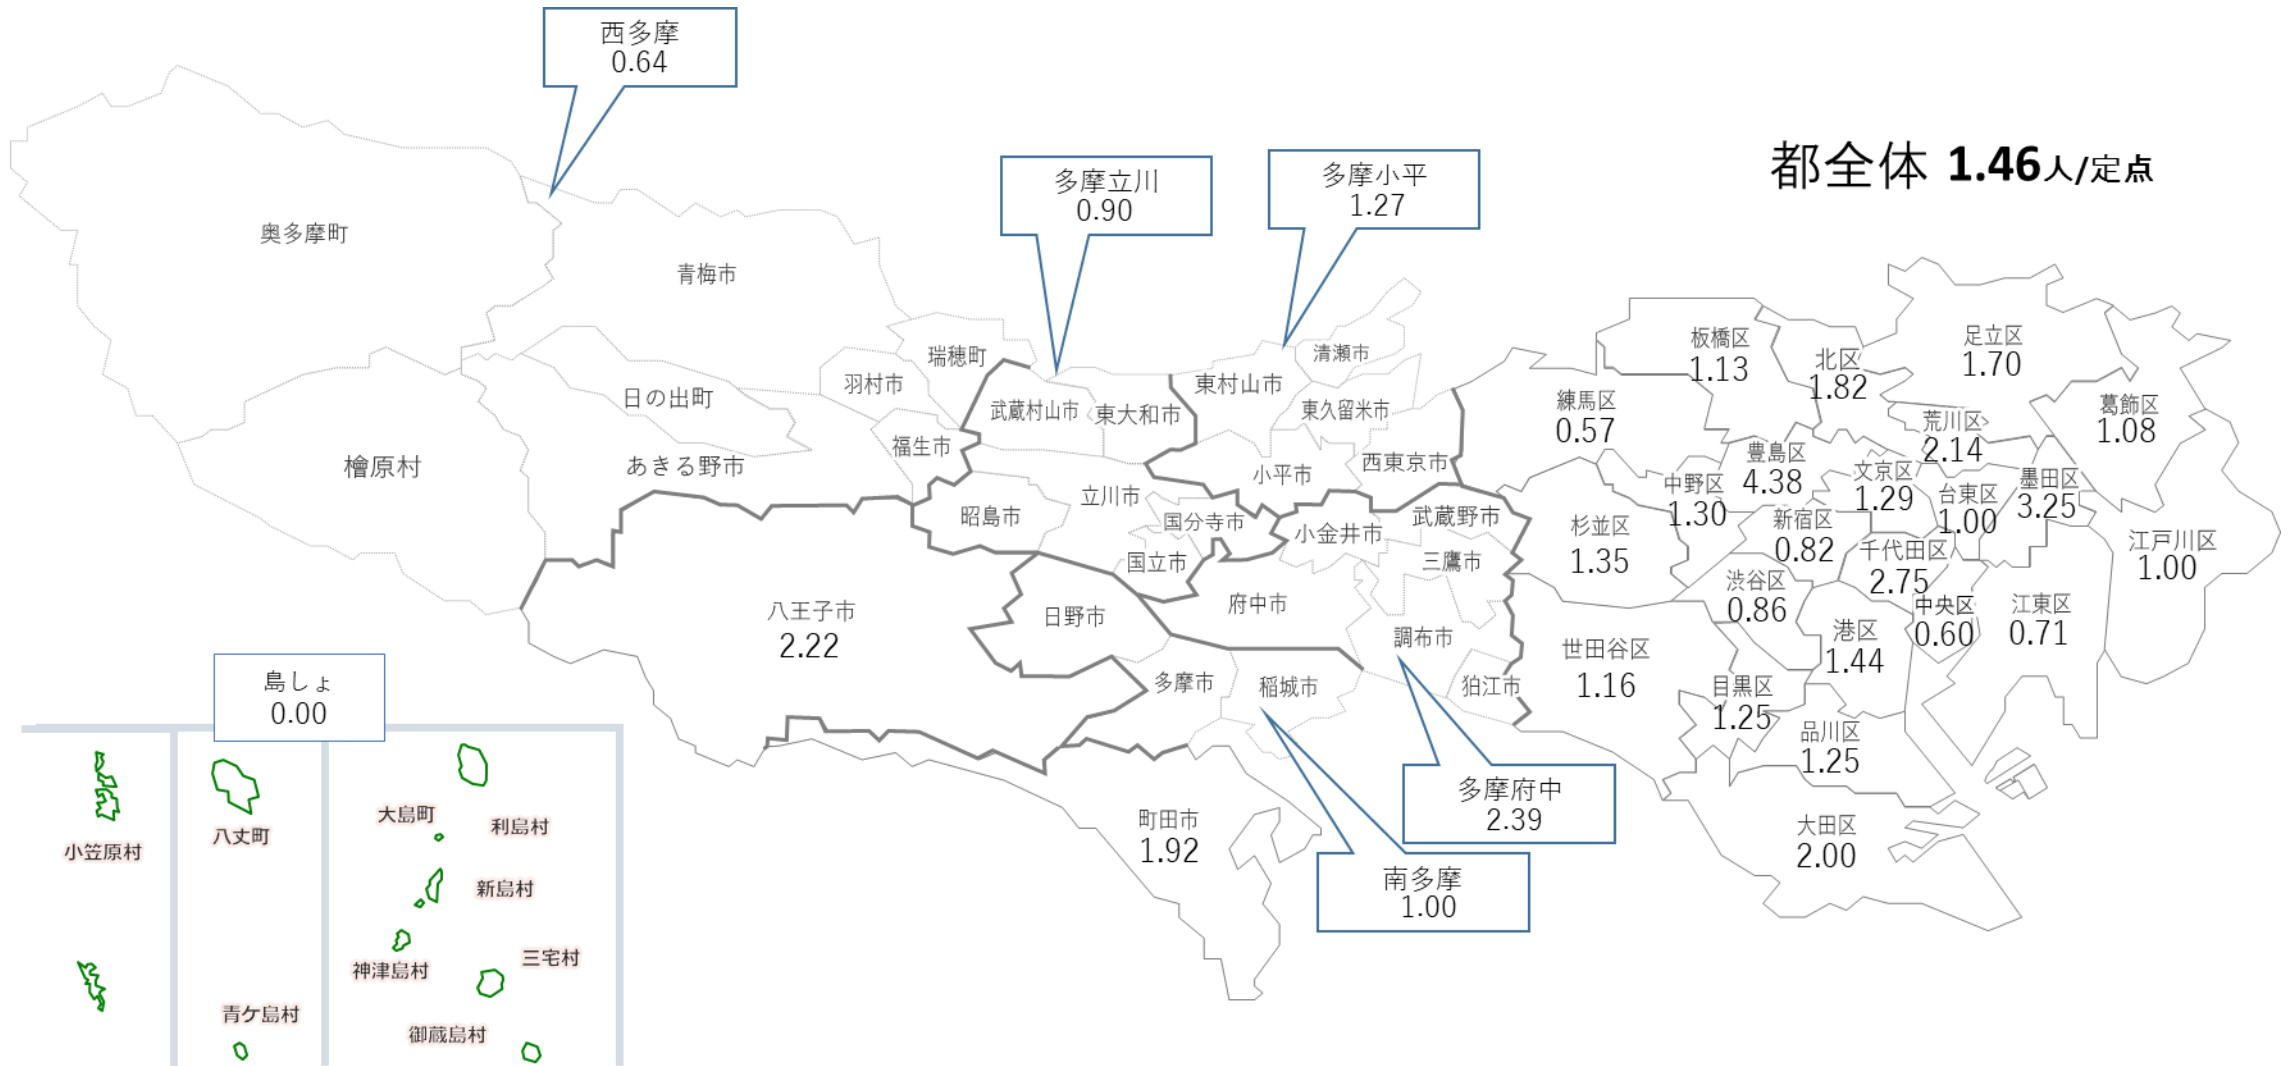 西多摩
0.64
多摩立川
0.90
多摩小平
1.27
都全体 1.46人/定点
奥多摩町
青梅市
瑞穂町
羽村市
日の出町
福生市
檜原村
あきる野市
武蔵村山市
東大和市
東村山市
清瀬市
東久留米市
小平市
西東京市
立川市
昭島市
国分寺市
国立市
小金井市
武蔵野市
三鷹市
府中市
調布市
狛江市
八王子市
2.22
日野市
多摩市
稲城市
町田市
1.92
多摩府中
2.39
南多摩
1.00
板橋区
1.13
北区
1.82
足立区
1.70
練馬区
0.57
荒川区
2.14
葛飾区
1.08
豊島区
4.38
文京区
1.29
中野区
1.30
台東区
1.00
墨田区
3.25
杉並区
1.35
新宿区
0.82
千代田区
2.75
江戸川区
1.00
渋谷区
0.86
中央区
0.60
江東区
0.71
港区
1.44
世田谷区
1.16
目黒区
1.25
品川区
1.25
大田区
2.00
島しょ
0.00
小笠原村
八丈町
青ケ島村
大島町
利島村
新島村
神津島村
三宅村
御蔵島村